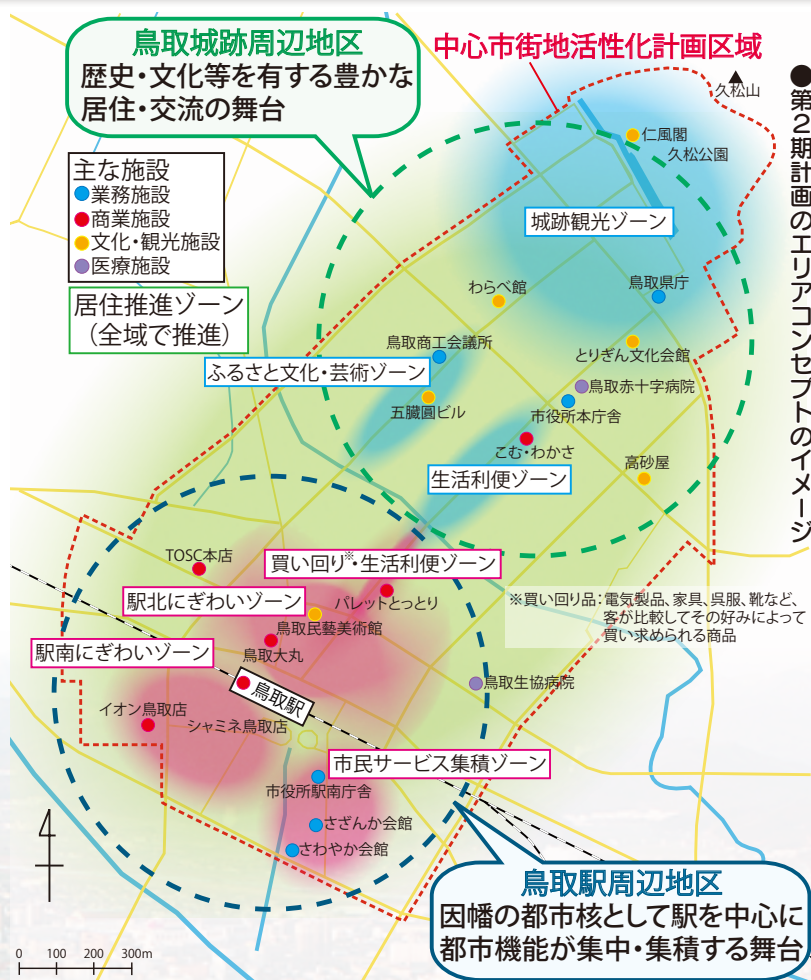 鳥取城跡周辺地区
歴史・文化等を有する豊かな
居住・交流の舞台
中心市街地活性化計画区域
●第2期計画のエリアコンセプトのイメージ
久松山
仁風閣
久松公園
主な施設
業務施設
商業施設
文化・観光施設
医療施設
城跡観光ゾーン
居住推進ゾーン
（全域で推進）
わらべ館
鳥取県庁
鳥取商工会議所
とりぎん文化会館
ふるさと文化・芸術ゾーン
鳥取赤十字病院
五臓圓ビル
市役所本庁舎
こむ・わかさ
高砂屋
生活利便ゾーン
TOSC本店
買い回り※・生活利便ゾーン
駅北にぎわいゾーン
パレットとっとり
※買い回り品：電気製品、家具、呉服、靴など、
客が比較してその好みによって
買い求められる商品
鳥取民藝美術館
駅南にぎわいゾーン
鳥取大丸
鳥取駅
鳥取生協病院
イオン鳥取店
シャミネ鳥取店
市民サービス集積ゾーン
市役所駅南庁舎
さざんか会館
さわやか会館
鳥取駅周辺地区
因幡の都市核として駅を中心に
都市機能が集中・集積する舞台
0 100 200 300m